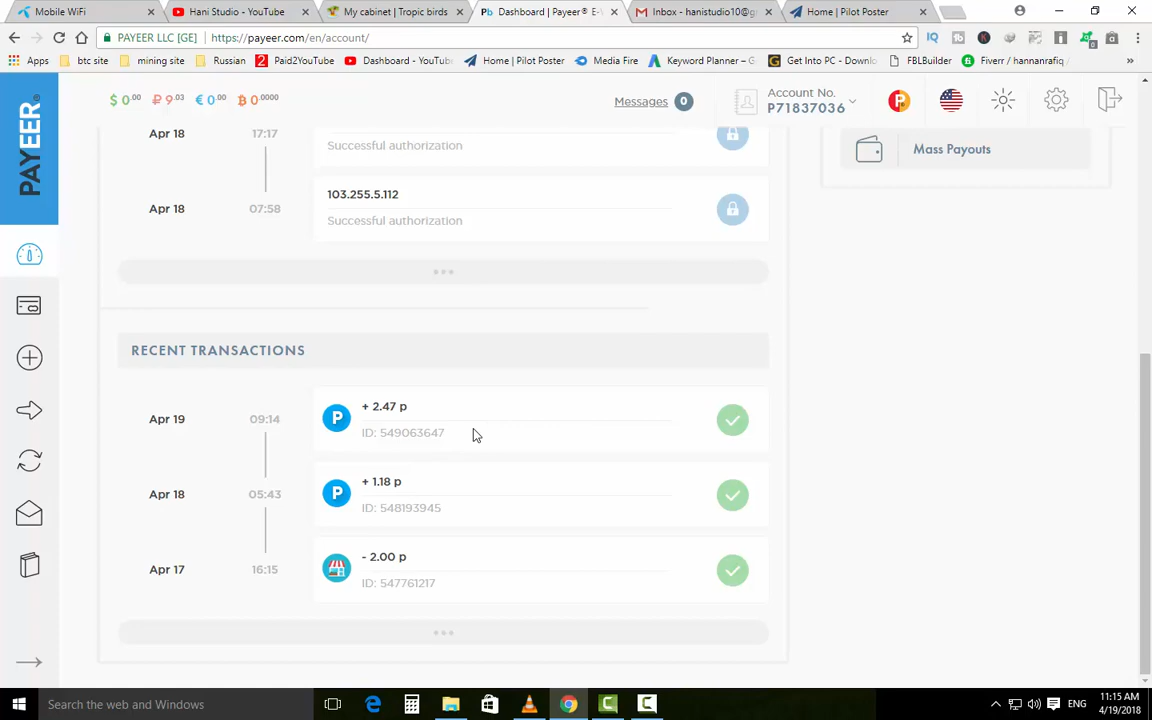 Mobile WiFi
Hani Studio - YouTube
My cabinet | Tropic birds
Dashboard | Payeer® E-
Inbox - hanistudio10@g
Home | Pilot Poster
PAYEER LLC [GE]
https://payeer.com/en/account/
Apps
btc site
mining site
Russian
Paid2YouTube
Dashboard - YouTub
Home | Pilot Poster
Media Fire
Keyword Planner – G
Get Into PC - Downlo
FBLBuilder
Fiverr / hannanrafiq /
»
PAYEER®
$ 0.00
₽ 9.03
€ 0.00
฿ 0.0000
Messages
0
Account No.
P71837036
Apr 18
17:17
Successful authorization
Mass Payouts
Apr 18
07:58
103.255.5.112
Successful authorization
RECENT TRANSACTIONS
Apr 19
09:14
P
+ 2.47 p
ID: 549063647
Apr 18
05:43
P
+ 1.18 p
ID: 548193945
Apr 17
16:15
- 2.00 p
ID: 547761217
Search the web and Windows
ENG
11:15 AM
4/19/2018